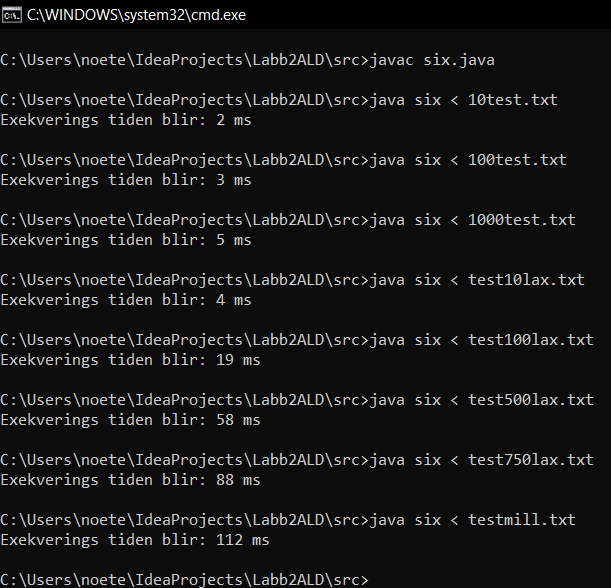 C:\WINDOWS\system32\cmd.exe
C:\Users\noete\IdeaProjects\Labb2ALD\src>javac six.java
C:\Users\noete\IdeaProjects\Labb2ALD\src>java six < 10test.txt
Exekverings tiden blir: 2 ms
C:\Users\noete\IdeaProjects\Labb2ALD\src>java six < 100test.txt
Exekverings tiden blir: 3 ms
C:\Users\noete\IdeaProjects\Labb2ALD\src>java six < 1000test.txt
Exekverings tiden blir: 5 ms
C:\Users\noete\IdeaProjects\Labb2ALD\src>java six < test10lax.txt
Exekverings tiden blir: 4 ms
C:\Users\noete\IdeaProjects\Labb2ALD\src>java six < test100lax.txt
Exekverings tiden blir: 19 ms
C:\Users\noete\IdeaProjects\Labb2ALD\src>java six < test500lax.txt
Exekverings tiden blir: 58 ms
C:\Users\noete\IdeaProjects\Labb2ALD\src>java six < test750lax.txt
Exekverings tiden blir: 88 ms
C:\Users\noete\IdeaProjects\Labb2ALD\src>java six < testmill.txt
Exekverings tiden blir: 112 ms
C:\Users\noete\IdeaProjects\Labb2ALD\src>